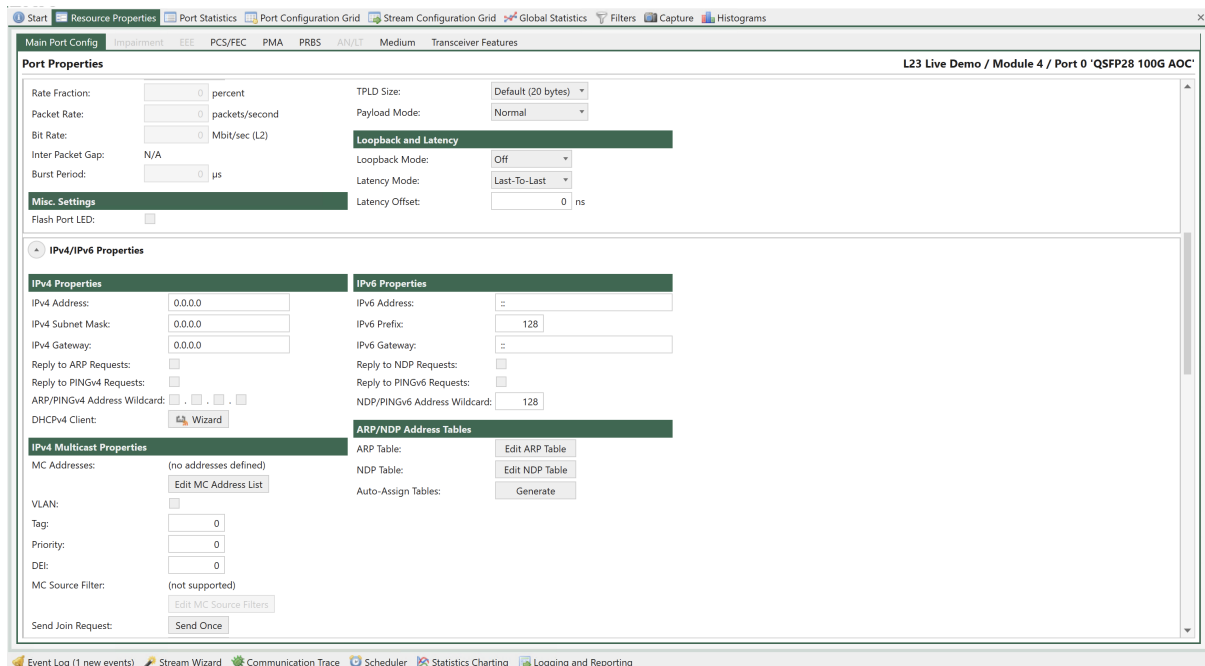 Start Resource Properties Port Statistics Port Configuration Grid Stream Configuration Grid Global Statistics Filters Capture Histograms
Main Port Config Impairment EEE PCS/FEC PMA PRBS AN/LT Medium Transceiver Features
Port Properties L23 Live Demo / Module 4 / Port 0 'QSFP28 100G AOC'
Rate Fraction: 0 percent
Packet Rate: 0 packets/second
Bit Rate: 0 Mbit/sec (L2)
Inter Packet Gap: N/A
Burst Period: 0 µs
Misc. Settings
Flash Port LED:
TPLD Size: Default (20 bytes)
Payload Mode: Normal
Loopback and Latency
Loopback Mode: Off
Latency Mode: Last-To-Last
Latency Offset: 0 ns
IPv4/IPv6 Properties
IPv4 Properties
IPv4 Address: 0.0.0.0
IPv4 Subnet Mask: 0.0.0.0
IPv4 Gateway: 0.0.0.0
Reply to ARP Requests:
Reply to PINGv4 Requests:
ARP/PINGv4 Address Wildcard: . . .
DHCPv4 Client: Wizard
IPv4 Multicast Properties
MC Addresses: (no addresses defined)
Edit MC Address List
VLAN:
Tag: 0
Priority: 0
DEI: 0
MC Source Filter: (not supported)
Edit MC Source Filters
Send Join Request: Send Once
IPv6 Properties
IPv6 Address: ::
IPv6 Prefix: 128
IPv6 Gateway: ::
Reply to NDP Requests:
Reply to PINGv6 Requests:
NDP/PINGv6 Address Wildcard: 128
ARP/NDP Address Tables
ARP Table: Edit ARP Table
NDP Table: Edit NDP Table
Auto-Assign Tables: Generate
Event Log (1 new events) Stream Wizard Communication Trace Scheduler Statistics Charting Logging and Reporting